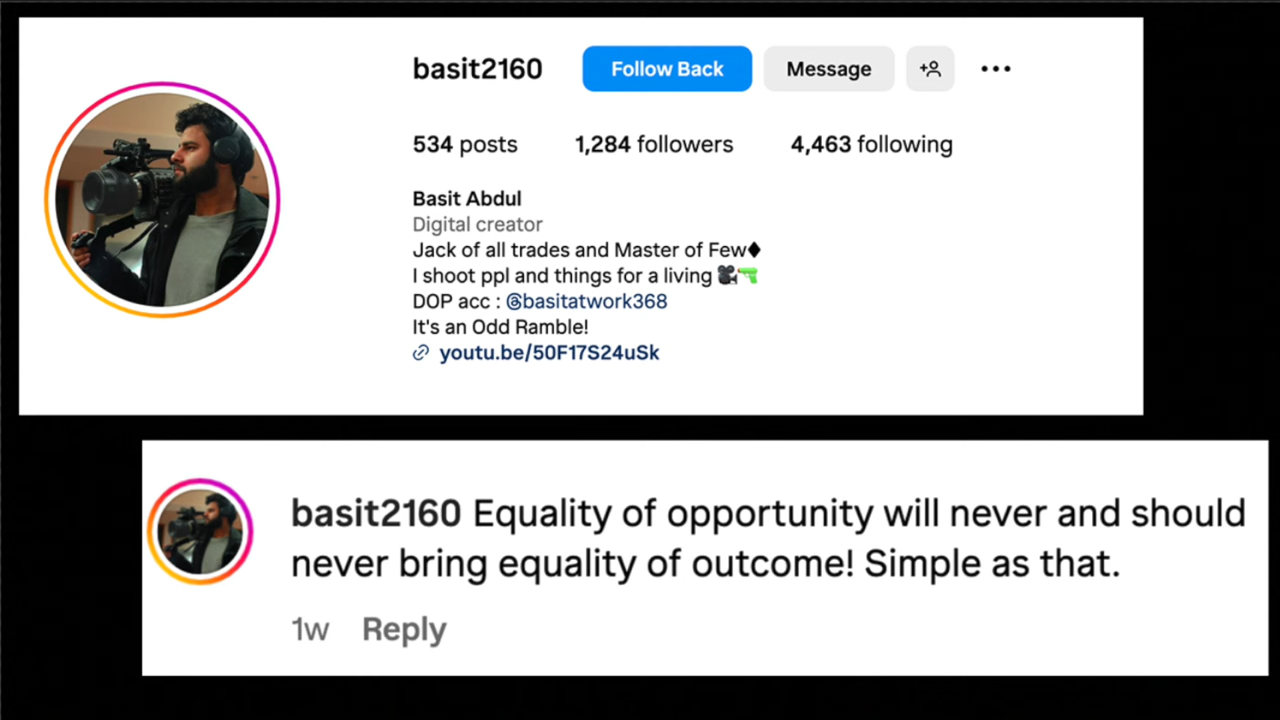 basit2160 Follow Back Message
534 posts 1,284 followers 4,463 following
Basit Abdul
Digital creator
Jack of all trades and Master of Few♦
I shoot ppl and things for a living 🎥🔫
DOP acc : @basitatwork368
It's an Odd Ramble!
youtu.be/50F17S24uSk
basit2160 Equality of opportunity will never and should
never bring equality of outcome! Simple as that.
1w Reply